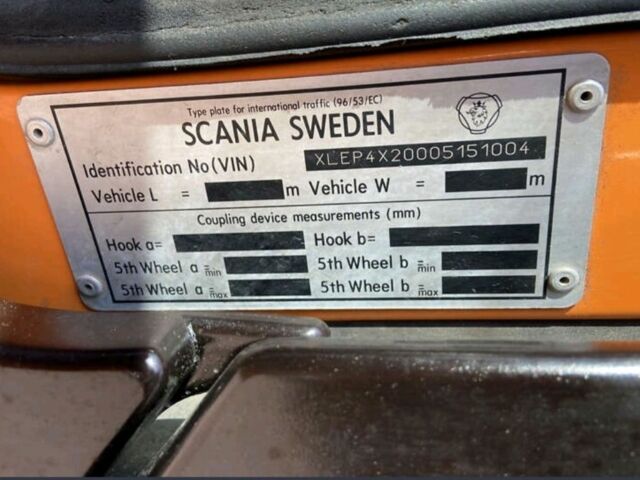 Type plate for international traffic (96/53/EC)
SCANIA SWEDEN
Identification No(VIN) XLEP4X20005151004
Vehicle L = m Vehicle W = m
Coupling device measurements (mm)
Hook a= Hook b=
5th Wheel a min = 5th Wheel b min =
5th Wheel a max = 5th Wheel b max =